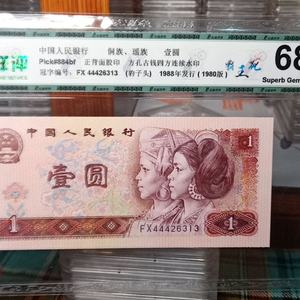 中国人民银行 侗族、瑶族 壹圆
Pick#884bf 正背面胶印 方孔古钱四方连续水印
冠字编号: FX 44426313 (豹子头) 1988年发行 (1980版)
68
Superb Gem
中国人民银行
1
壹圆
1
1
FX44426313